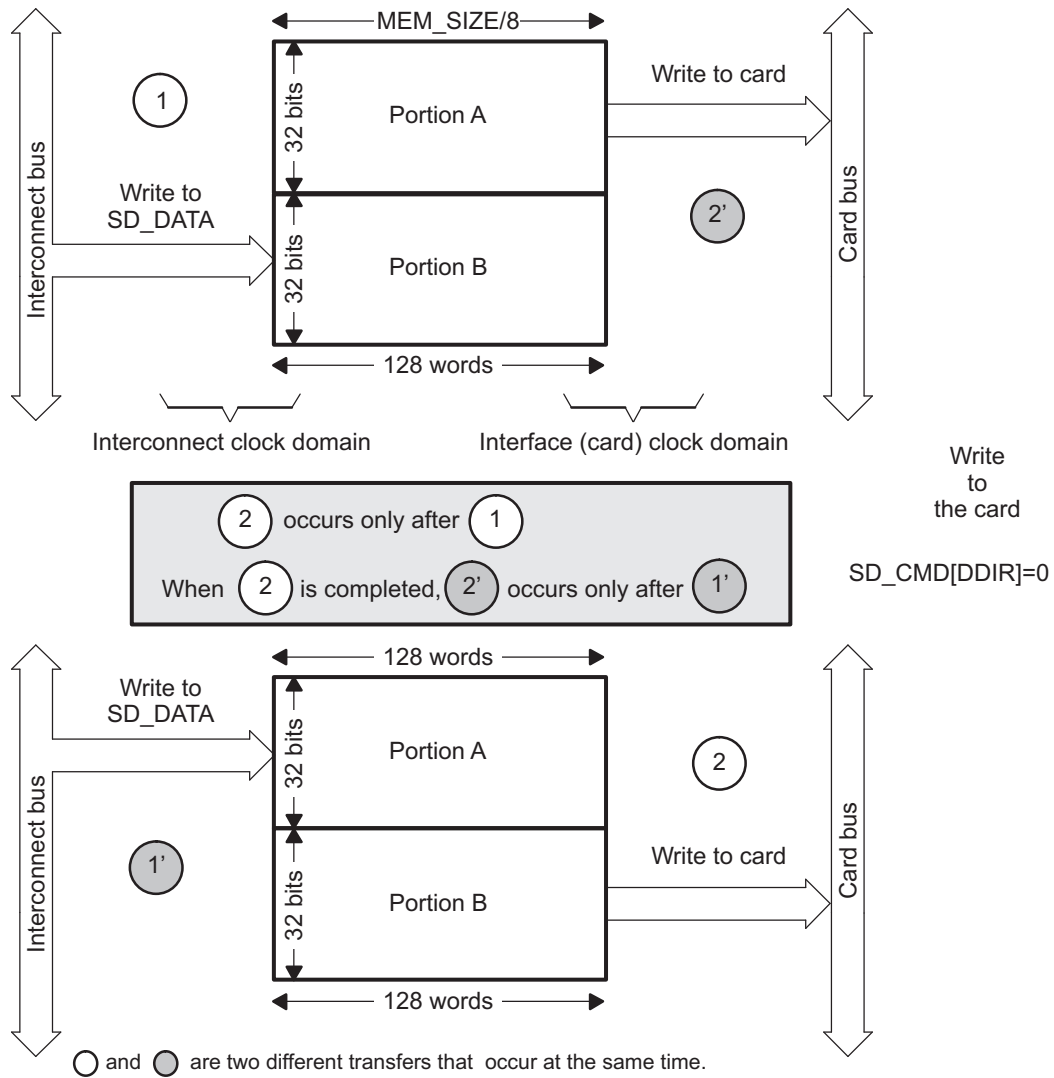 MEM_SIZE/8
Interconnect bus
1
Write to
SD_DATA
32 bits
Portion A
32 bits
Portion B
128 words
Write to card
2’
Card bus
Interconnect clock domain
Interface (card) clock domain
2 occurs only after 1
When 2 is completed, 2’ occurs only after 1’
Write
to
the card
SD_CMD[DDIR]=0
128 words
Interconnect bus
Write to
SD_DATA
1’
32 bits
Portion A
32 bits
Portion B
128 words
2
Write to card
Card bus
and are two different transfers that occur at the same time.